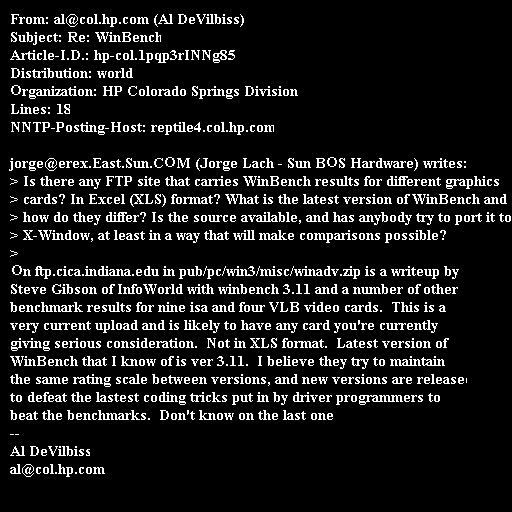 From: al@col.hp.com (Al DeVilbiss)
Subject: Re: WinBench
Article-I.D.: hp-col.1pqp3rINNg85
Distribution: world
Organization: HP Colorado Springs Division
Lines: 18
NNTP-Posting-Host: reptile4.col.hp.com

jorge@erex.East.Sun.COM (Jorge Lach - Sun BOS Hardware) writes:
> Is there any FTP site that carries WinBench results for different graphics
> cards? In Excel (XLS) format? What is the latest version of WinBench and
> how do they differ? Is the source available, and has anybody try to port it to
> X-Window, at least in a way that will make comparisons possible?
>
On ftp.cica.indiana.edu in pub/pc/win3/misc/winadv.zip is a writeup by
Steve Gibson of InfoWorld with winbench 3.11 and a number of other
benchmark results for nine isa and four VLB video cards.  This is a
very current upload and is likely to have any card you're currently
giving serious consideration.  Not in XLS format.  Latest version of
WinBench that I know of is ver 3.11.  I believe they try to maintain
the same rating scale between versions, and new versions are release
to defeat the lastest coding tricks put in by driver programmers to
beat the benchmarks.  Don't know on the last one
--
Al DeVilbiss
al@col.hp.com